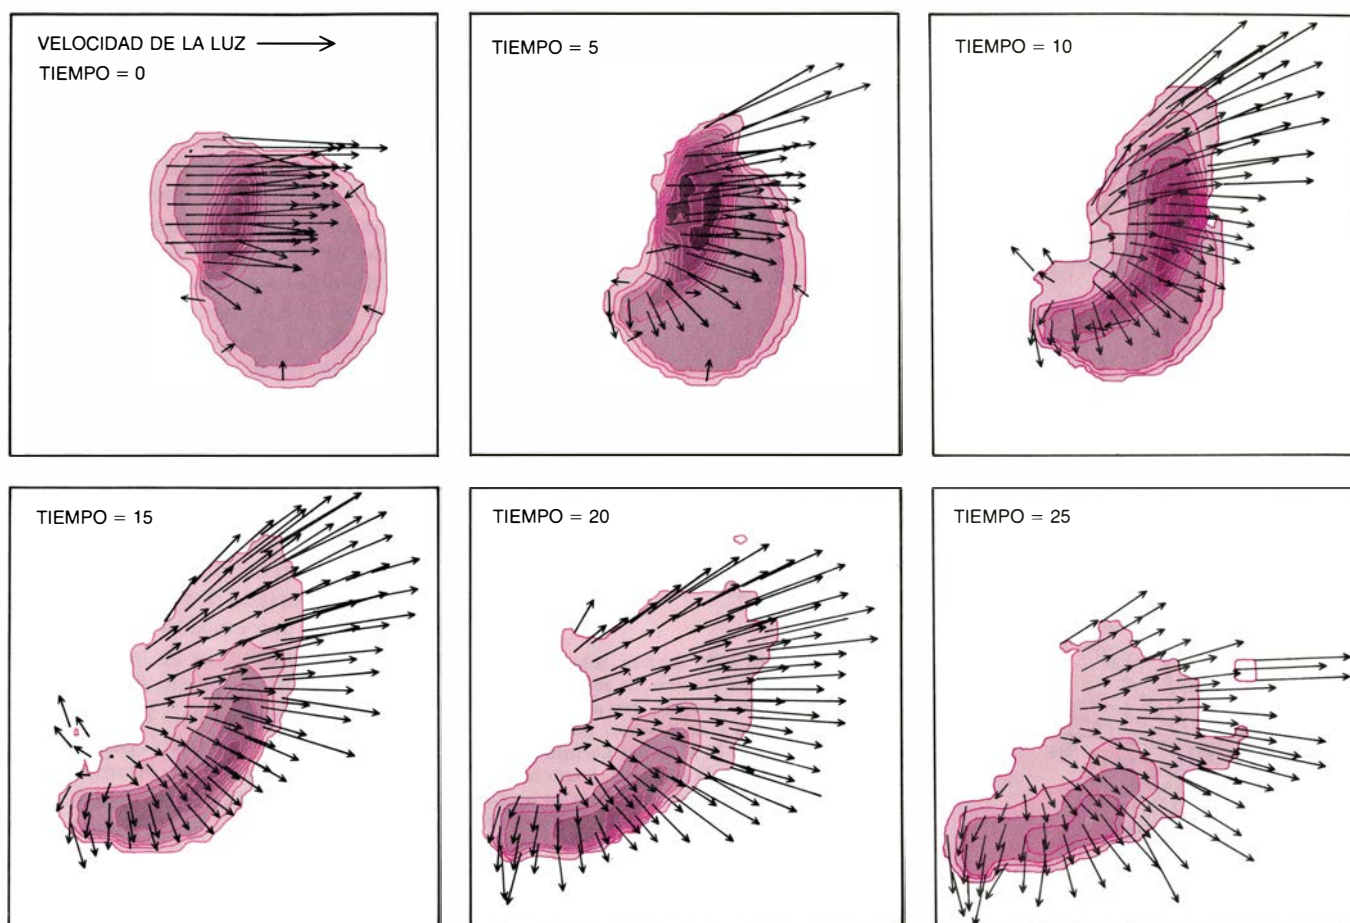 VELOCIDAD DE LA LUZ
TIEMPO = 0
TIEMPO = 5
TIEMPO = 10
TIEMPO = 15
TIEMPO = 20
TIEMPO = 25